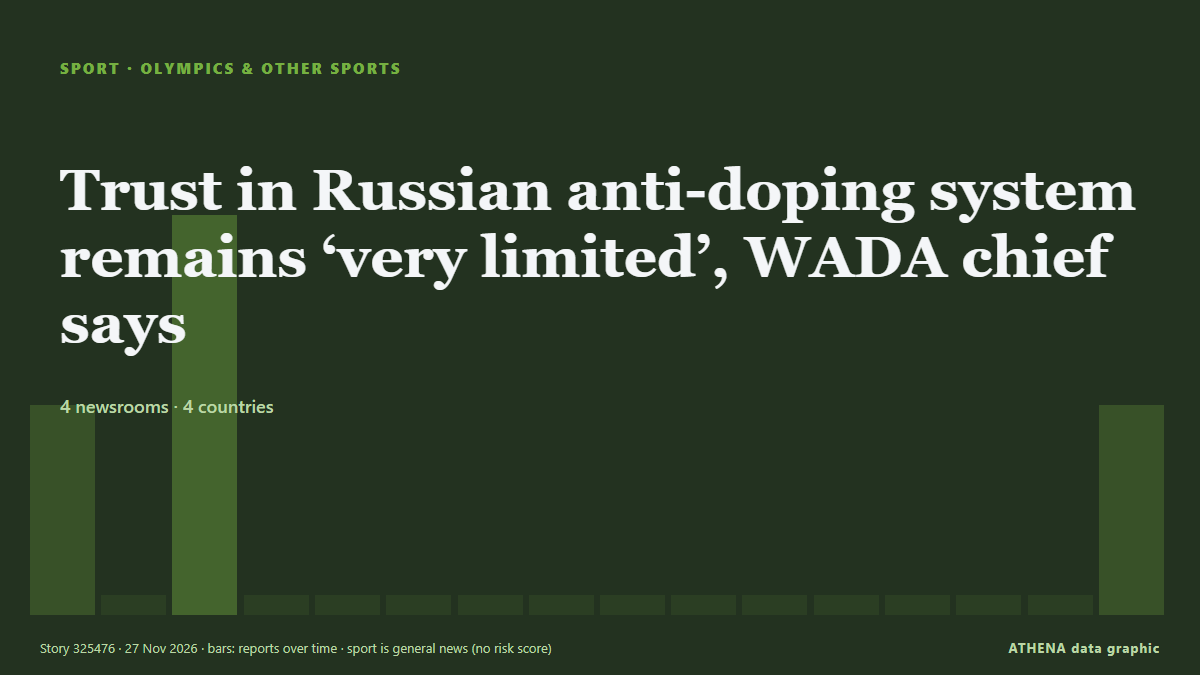 SPORT · OLYMPICS & OTHER SPORTS
Trust in Russian anti-doping system
remains ‘very limited’, WADA chief
says
4 newsrooms · 4 countries
Story 325476 · 27 Nov 2026 · bars: reports over time · sport is general news (no risk score)
ATHENA data graphic